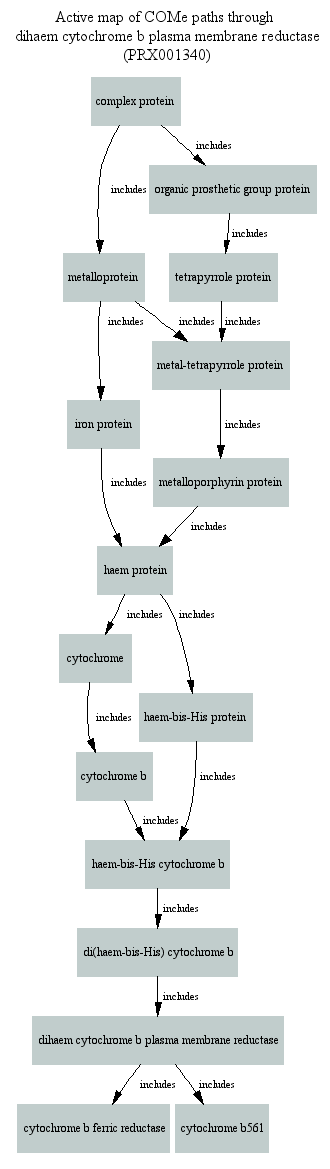 Active map of COMe paths through
dihaem cytochrome b plasma membrane reductase
(PRX001340)
complex protein
includes
includes
organic prosthetic group protein
includes
metalloprotein
tetrapyrrole protein
includes
includes
includes
metal-tetrapyrrole protein
iron protein
includes
metalloporphyrin protein
includes
includes
haem protein
includes
includes
cytochrome
haem-bis-His protein
includes
cytochrome b
includes
includes
haem-bis-His cytochrome b
includes
di(haem-bis-His) cytochrome b
includes
dihaem cytochrome b plasma membrane reductase
includes
includes
cytochrome b ferric reductase
cytochrome b561